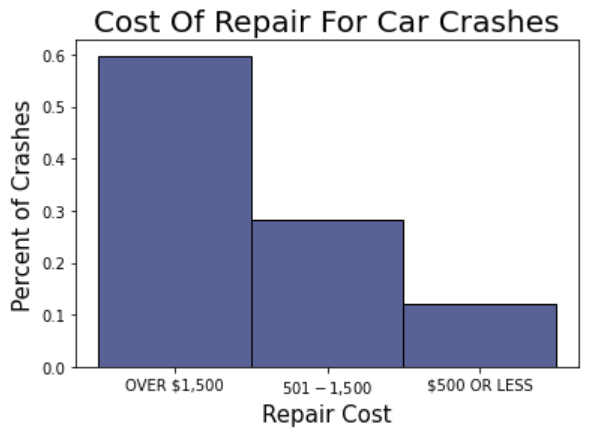 Cost Of Repair For Car Crashes
0.6
0.5
0.4
0.3
0.2
0.1
0.0
Percent of Crashes
OVER $1,500
501 − 1,500
$500 OR LESS
Repair Cost